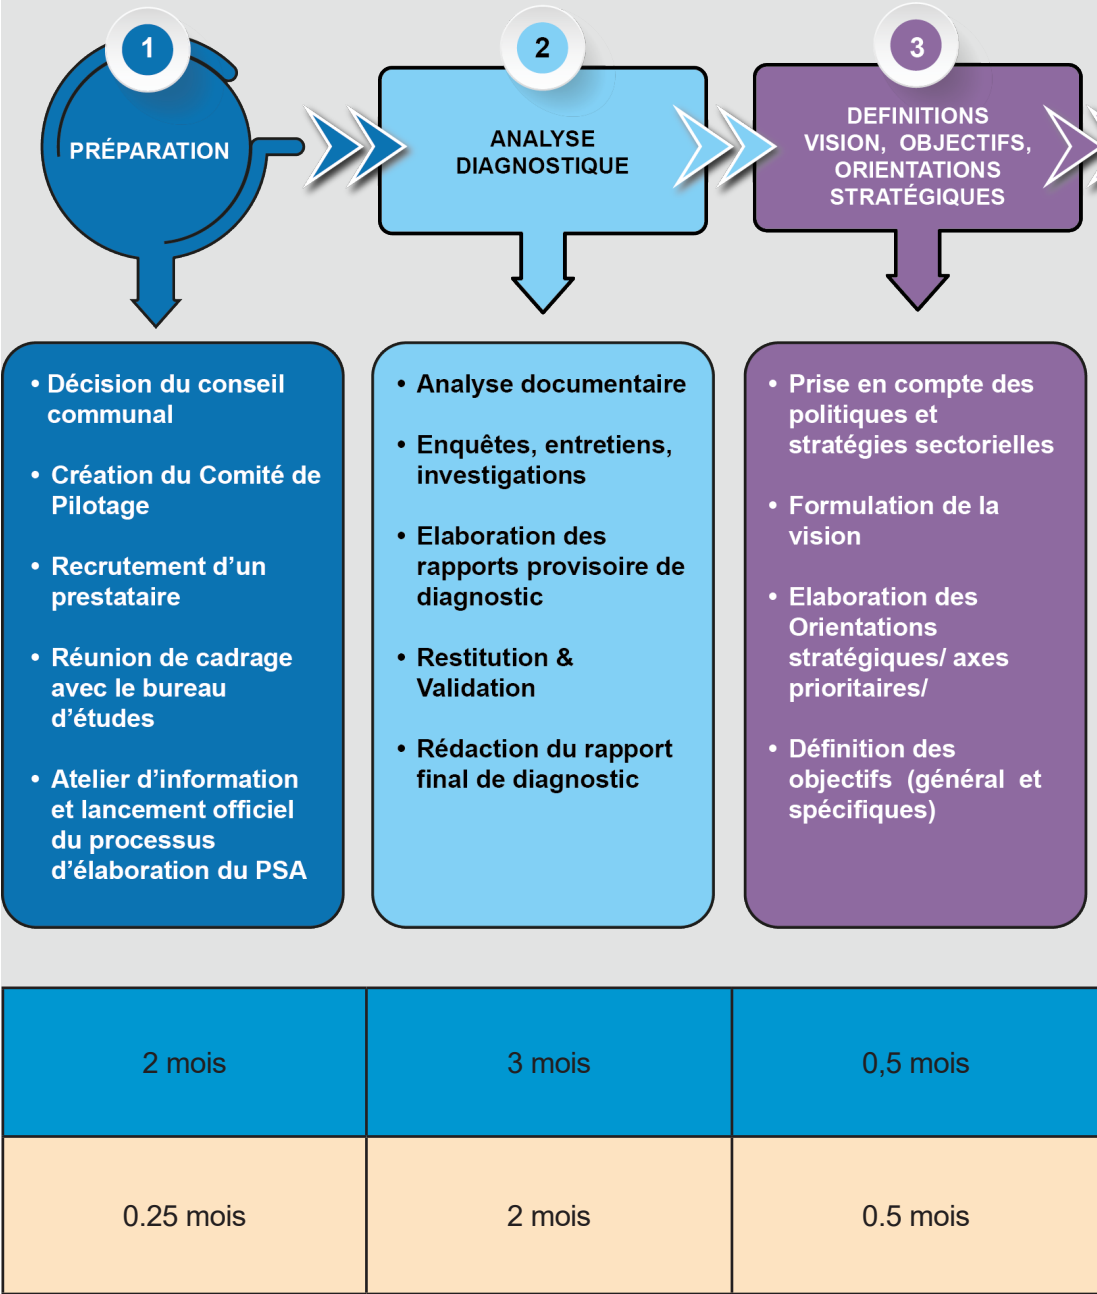 1
PRÉPARATION
2
ANALYSE
DIAGNOSTIQUE
3
DEFINITIONS
VISION, OBJECTIFS,
ORIENTATIONS
STRATÉGIQUES
• Décision du conseil
communal
• Création du Comité de
Pilotage
• Recrutement d’un
prestataire
• Réunion de cadrage
avec le bureau
d’études
• Atelier d’information
et lancement officiel
du processus
d’élaboration du PSA
• Analyse documentaire
• Enquêtes, entretiens,
investigations
• Elaboration des
rapports provisoire de
diagnostic
• Restitution &
Validation
• Rédaction du rapport
final de diagnostic
• Prise en compte des
politiques et
stratégies sectorielles
• Formulation de la
vision
• Elaboration des
Orientations
stratégiques/ axes
prioritaires/
• Définition des
objectifs (général et
spécifiques)
2 mois
3 mois
0,5 mois
0.25 mois
2 mois
0.5 mois